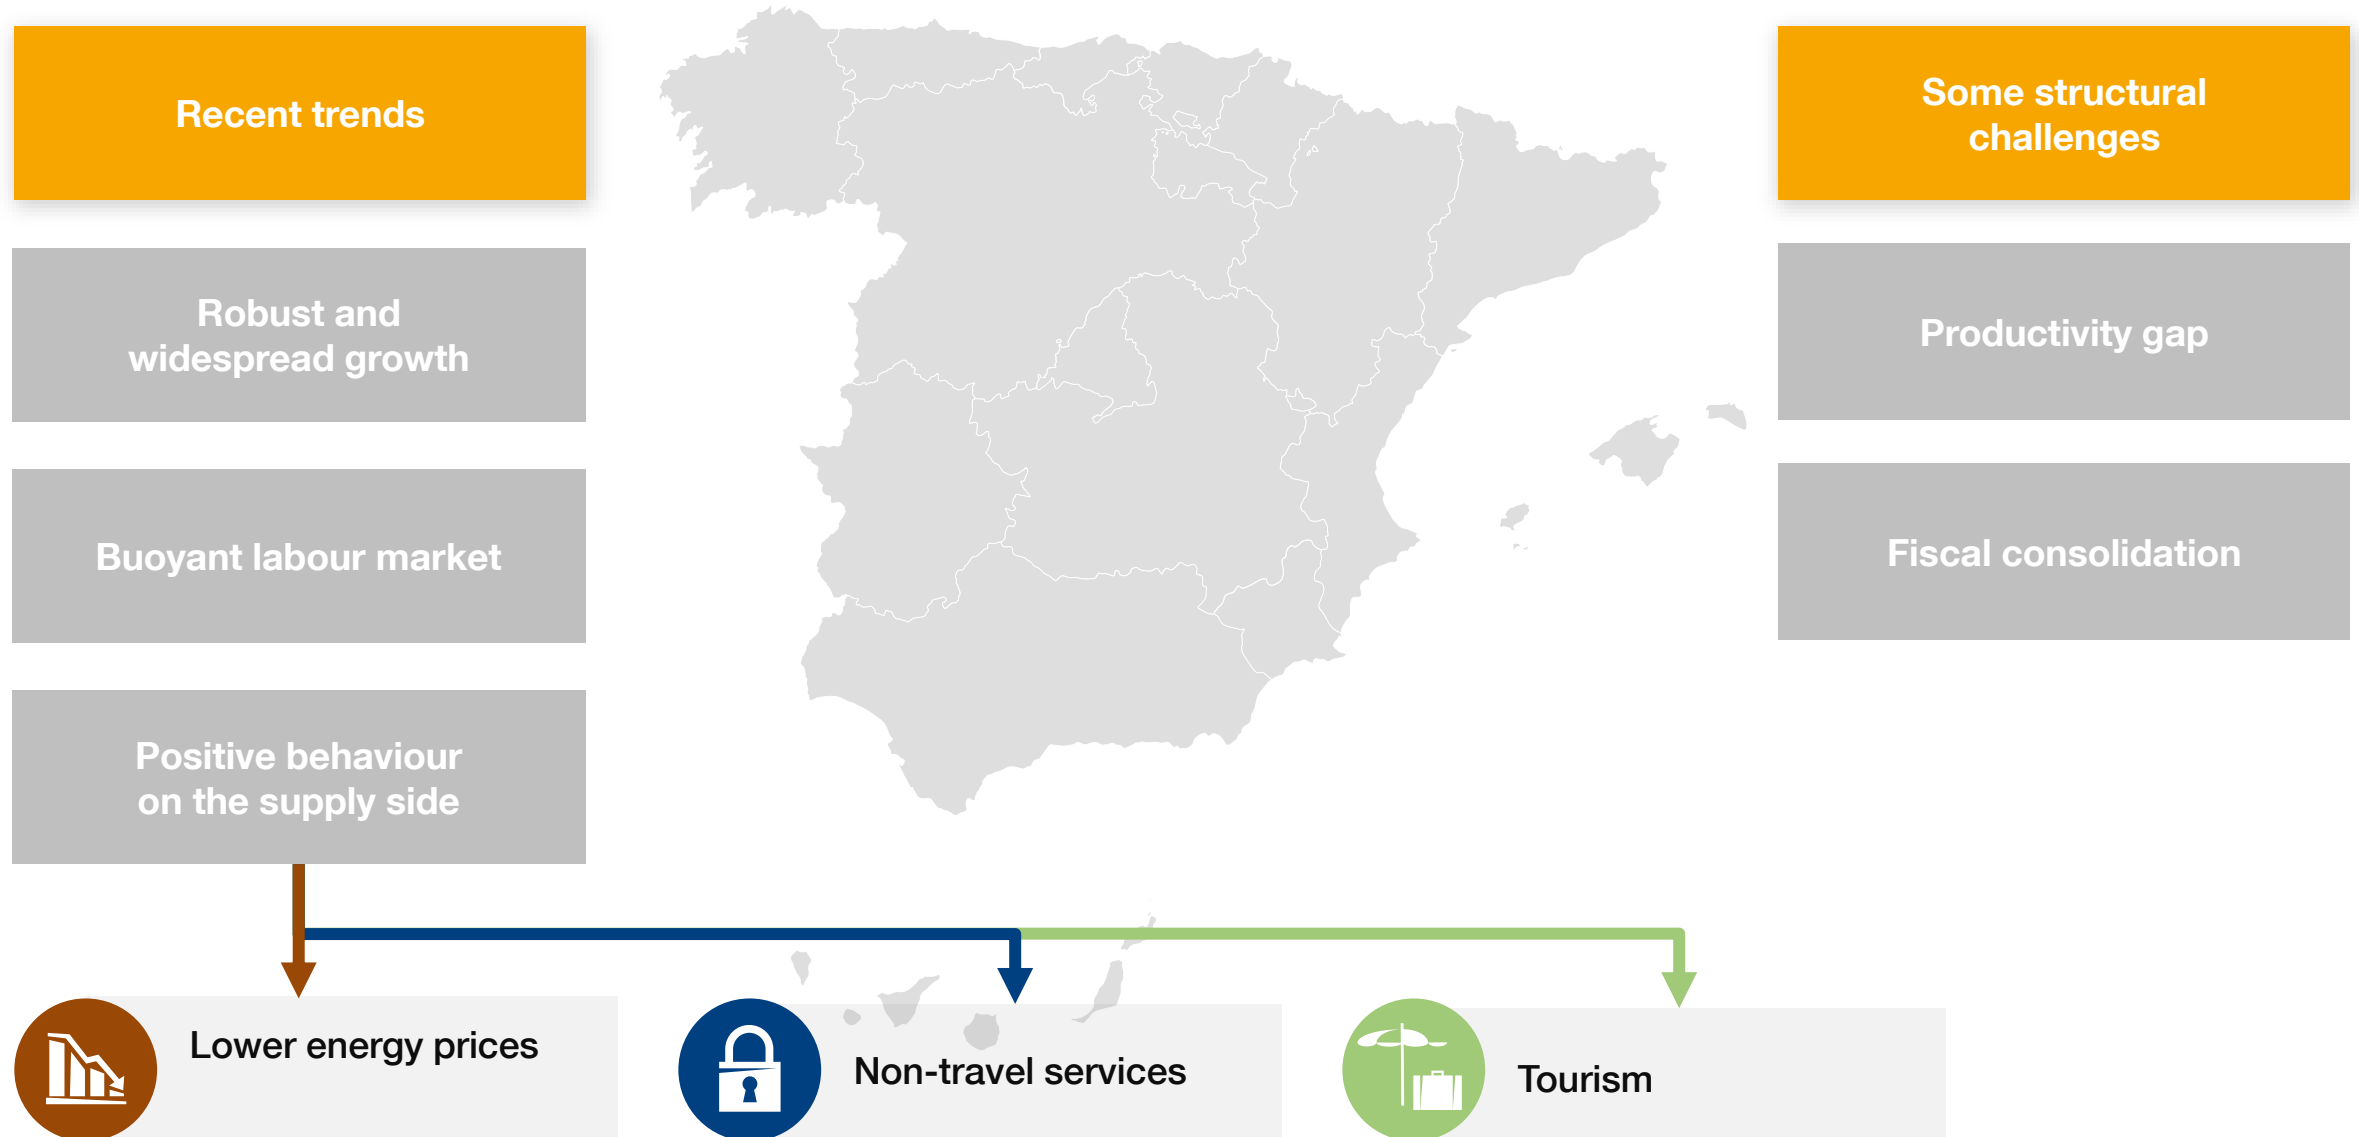 Recent trends
Robust and
widespread growth
Buoyant labour market
Positive behaviour
on the supply side
Some structural
challenges
Productivity gap
Fiscal consolidation
Lower energy prices
Non-travel services
Tourism